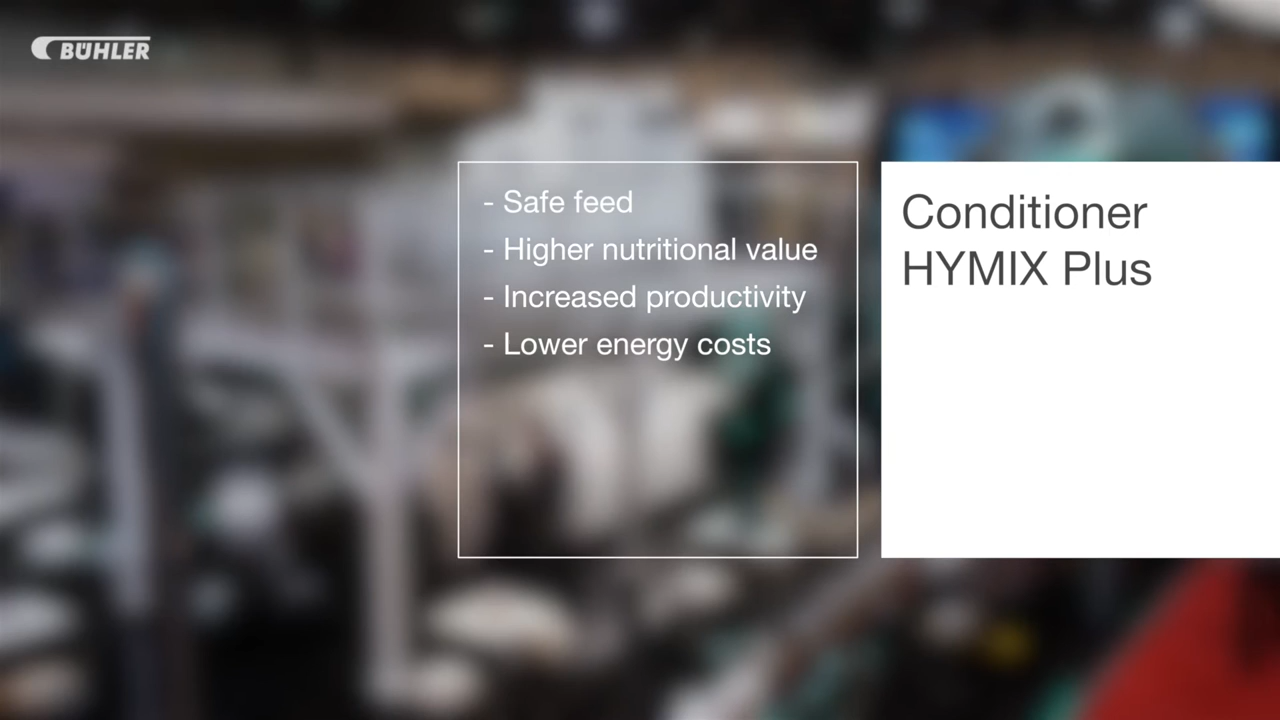 BÜHLER
- Safe feed
- Higher nutritional value
- Increased productivity
- Lower energy costs
Conditioner
HYMIX Plus